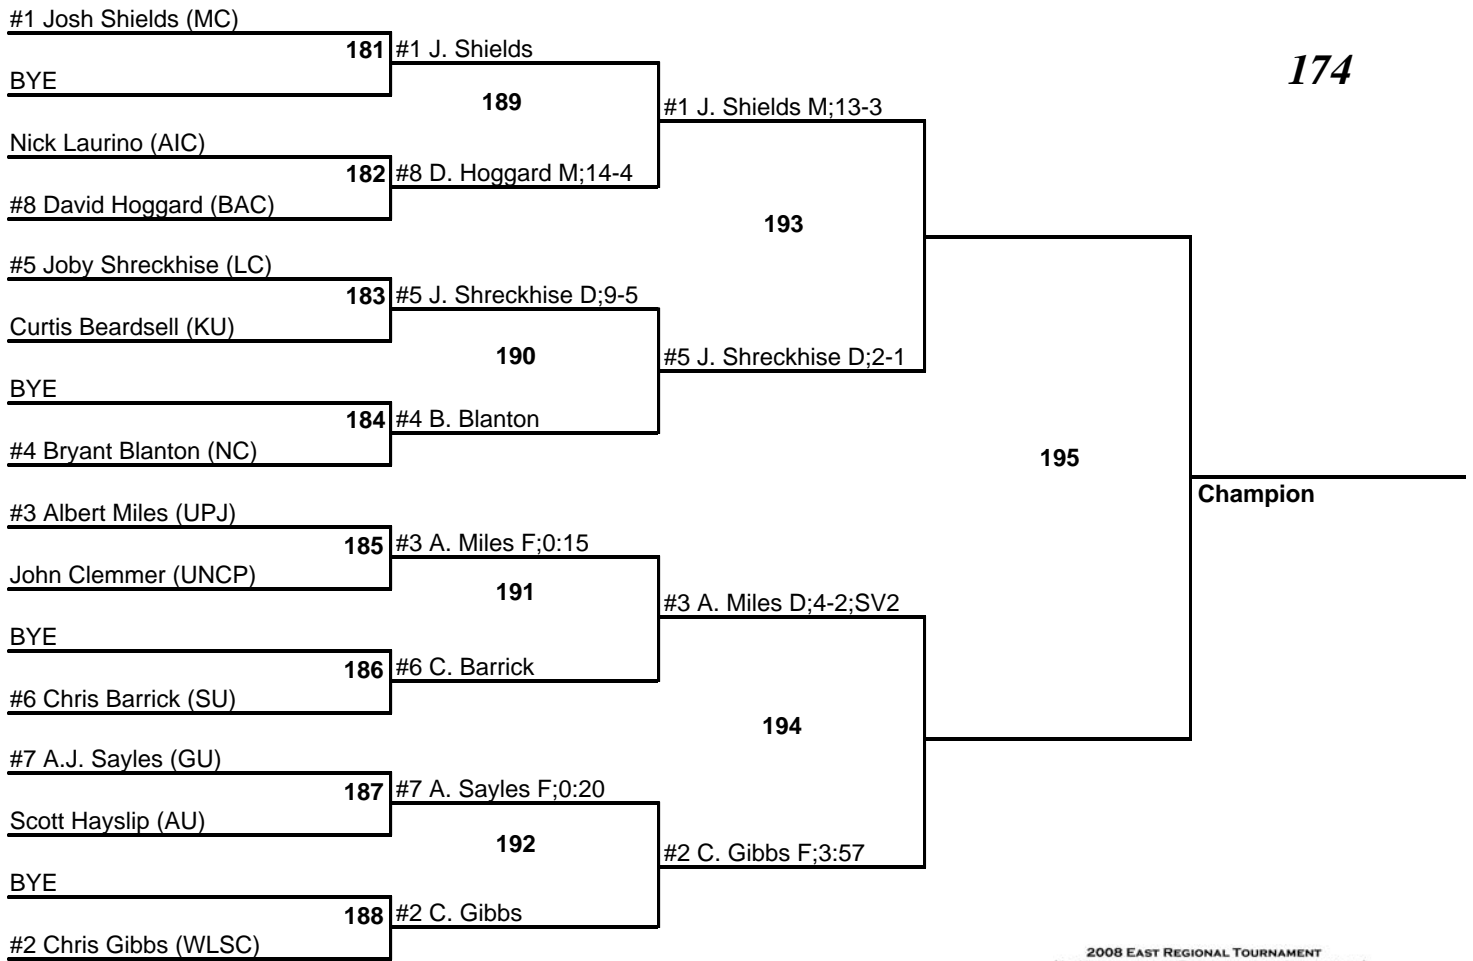 #1 Josh Shields (MC)
181 #1 J. Shields
BYE
174
189
#1 J. Shields M;13-3
Nick Laurino (AIC)
182 #8 D. Hoggard M;14-4
#8 David Hoggard (BAC)
193
#5 Joby Shreckhise (LC)
183 #5 J. Shreckhise D;9-5
Curtis Beardsell (KU)
190
#5 J. Shreckhise D;2-1
BYE
184 #4 B. Blanton
#4 Bryant Blanton (NC)
195
Champion
#3 Albert Miles (UPJ)
185 #3 A. Miles F;0:15
John Clemmer (UNCP)
191
#3 A. Miles D;4-2;SV2
BYE
186 #6 C. Barrick
#6 Chris Barrick (SU)
194
#7 A.J. Sayles (GU)
187 #7 A. Sayles F;0:20
Scott Hayslip (AU)
192
#2 C. Gibbs F;3:57
BYE
188 #2 C. Gibbs
#2 Chris Gibbs (WLSC)
2008 EAST REGIONAL TOURNAMENT